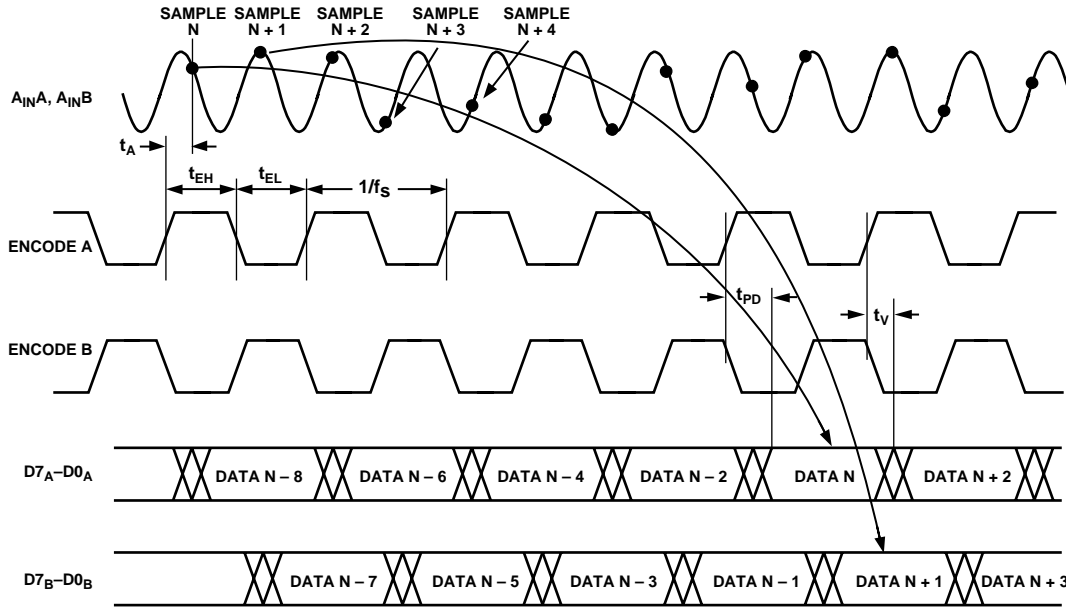 SAMPLE N
SAMPLE N + 1
SAMPLE N + 2
SAMPLE N + 3
SAMPLE N + 4
AINA, AINB
tA
tEH
tEL
1/fS
ENCODE A
tPD
tV
ENCODE B
D7A–D0A
DATA N – 8
DATA N – 6
DATA N – 4
DATA N – 2
DATA N
DATA N + 2
D7B–D0B
DATA N – 7
DATA N – 5
DATA N – 3
DATA N – 1
DATA N + 1
DATA N + 3